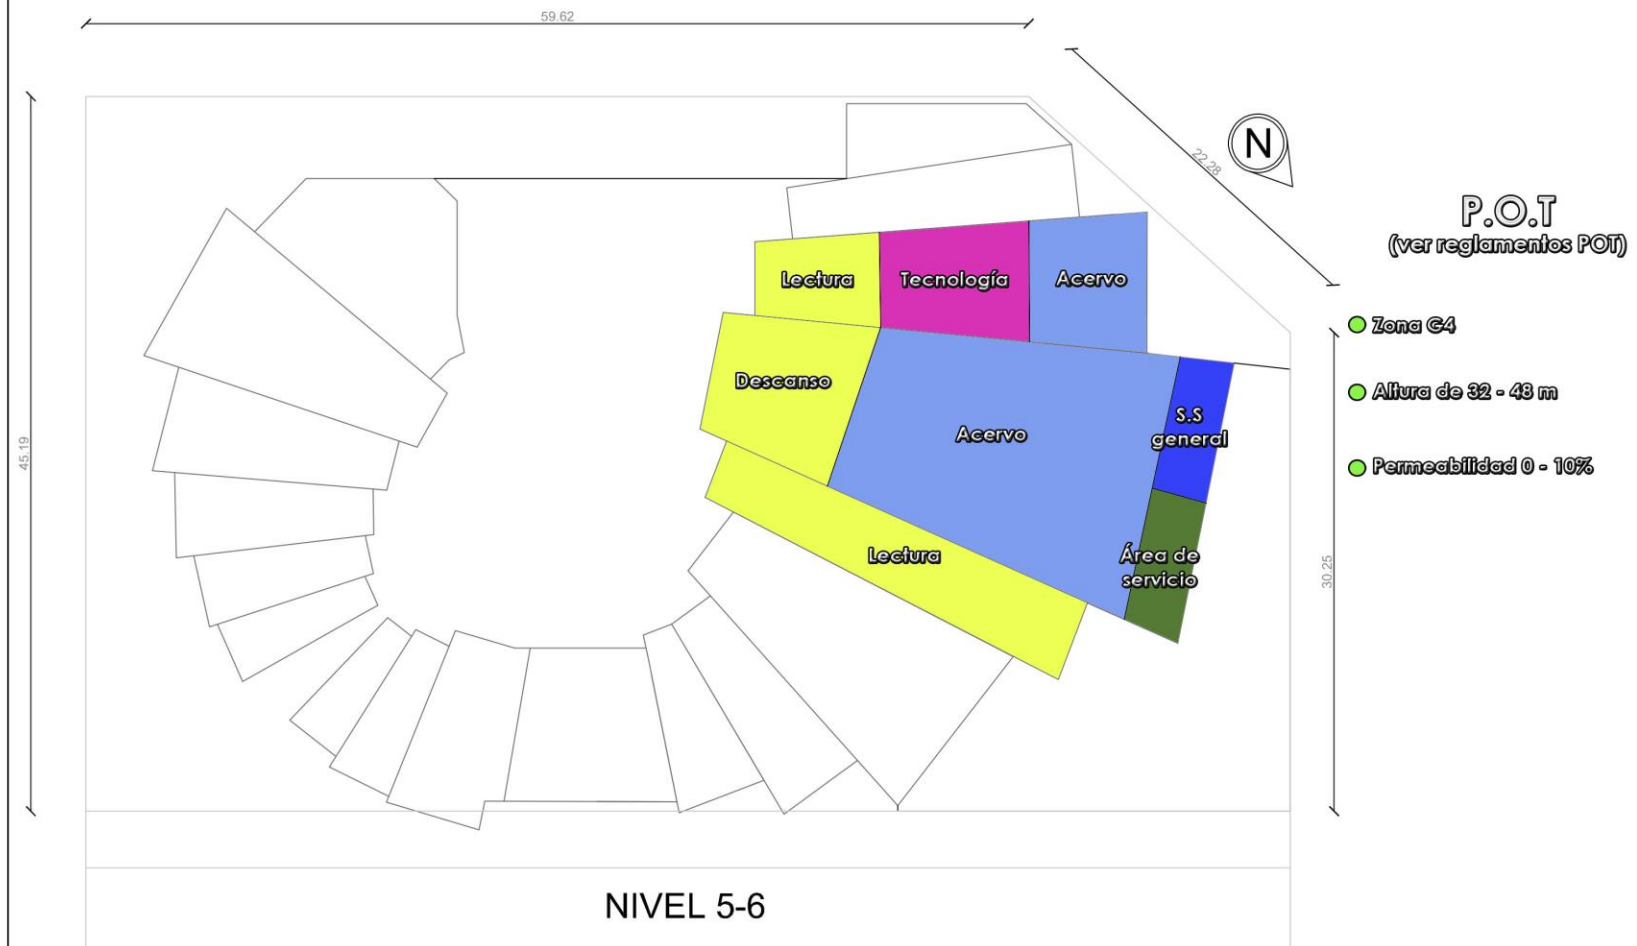 59.62
22.28
N
P.O.T
(ver reglamentos POT)
Lectura
Tecnología
Acervo
Zona G4
Descanso
Altura de 32 - 48 m
S.S
general
Acervo
45.19
Permeabilidad 0 - 10%
Lectura
Área de
servicio
30.25
NIVEL 5-6